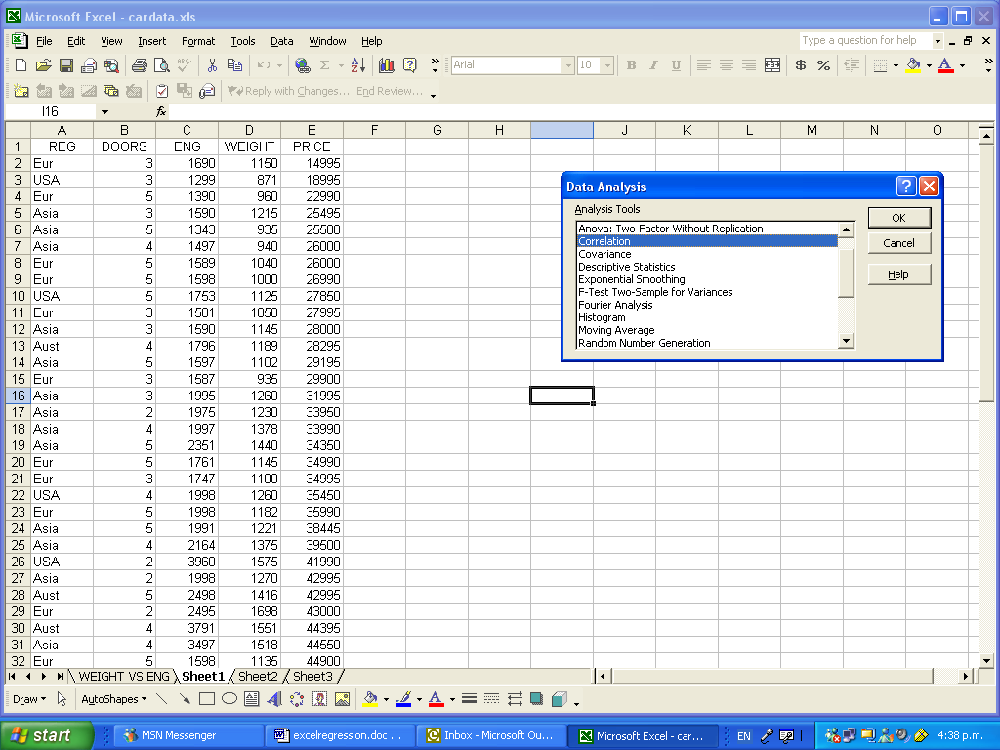 Microsoft Excel - cardata.xls
File Edit View Insert Format Tools Data Window Help Type a question for help
Arial 10 B I U $ %
Reply with Changes... End Review...
I16 fx
A B C D E F G H I J K L M N O
1 REG DOORS ENG WEIGHT PRICE
2 Eur 3 1690 1150 14995
3 USA 3 1299 871 18995
4 Eur 5 1390 960 22990
5 Asia 3 1590 1215 25495
6 Asia 5 1343 935 25500
7 Asia 4 1497 940 26000
8 Eur 5 1589 1040 26000
9 Eur 5 1598 1000 26990
10 USA 5 1753 1125 27850
11 Eur 3 1581 1050 27995
12 Asia 3 1590 1145 28000
13 Aust 4 1796 1189 28295
14 Asia 5 1597 1102 29195
15 Eur 3 1587 935 29900
16 Asia 3 1995 1260 31995
17 Asia 2 1975 1230 33950
18 Asia 4 1997 1378 33990
19 Asia 5 2351 1440 34350
20 Eur 5 1761 1145 34990
21 Eur 3 1747 1100 34995
22 USA 4 1998 1260 35450
23 Eur 5 1998 1182 35990
24 Asia 5 1991 1221 38445
25 Asia 4 2164 1375 39500
26 USA 2 3960 1575 41990
27 Asia 2 1998 1270 42995
28 Aust 5 2498 1416 42995
29 Eur 2 2495 1698 43000
30 Aust 4 3791 1551 44395
31 Asia 4 3497 1518 44550
32 Eur 5 1598 1135 44900
Data Analysis
Analysis Tools
Anova: Two-Factor Without Replication
Correlation
Covariance
Descriptive Statistics
Exponential Smoothing
F-Test Two-Sample for Variances
Fourier Analysis
Histogram
Moving Average
Random Number Generation
OK
Cancel
Help
WEIGHT VS ENG Sheet1 Sheet2 Sheet3
Draw AutoShapes
start MSN Messenger excelregression.doc ... Inbox - Microsoft Ou... Microsoft Excel - car... EN 4:38 p.m.